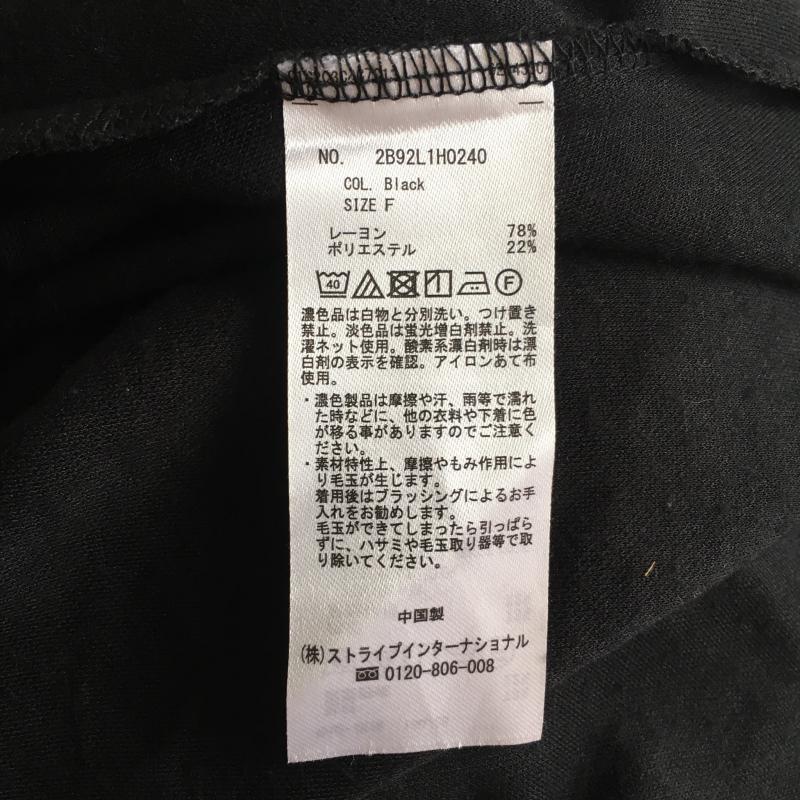 NO. 2B92L1H0240
COL. Black
SIZE F
レーヨン 78%
ポリエステル 22%
40
F
濃色品は白物と分別洗い。つけ置き
禁止。淡色品は蛍光増白剤禁止。洗
濯ネット使用。酸素系漂白剤時は漂
白剤の表示を確認。アイロンあて布
使用。
・濃色製品は摩擦や汗、雨等で濡れ
た時などに、他の衣料や下着に色
が移る事がありますのでご注意く
ださい。
・素材特性上、摩擦やもみ作用によ
り毛玉が生じます。
着用後はブラッシングによるお手
入れをお勧めします。
毛玉ができてしまったら引っぱら
ずに、ハサミや毛玉取り器等で取
り除いてください。
中国製
(株)ストライプインターナショナル
0120-806-008